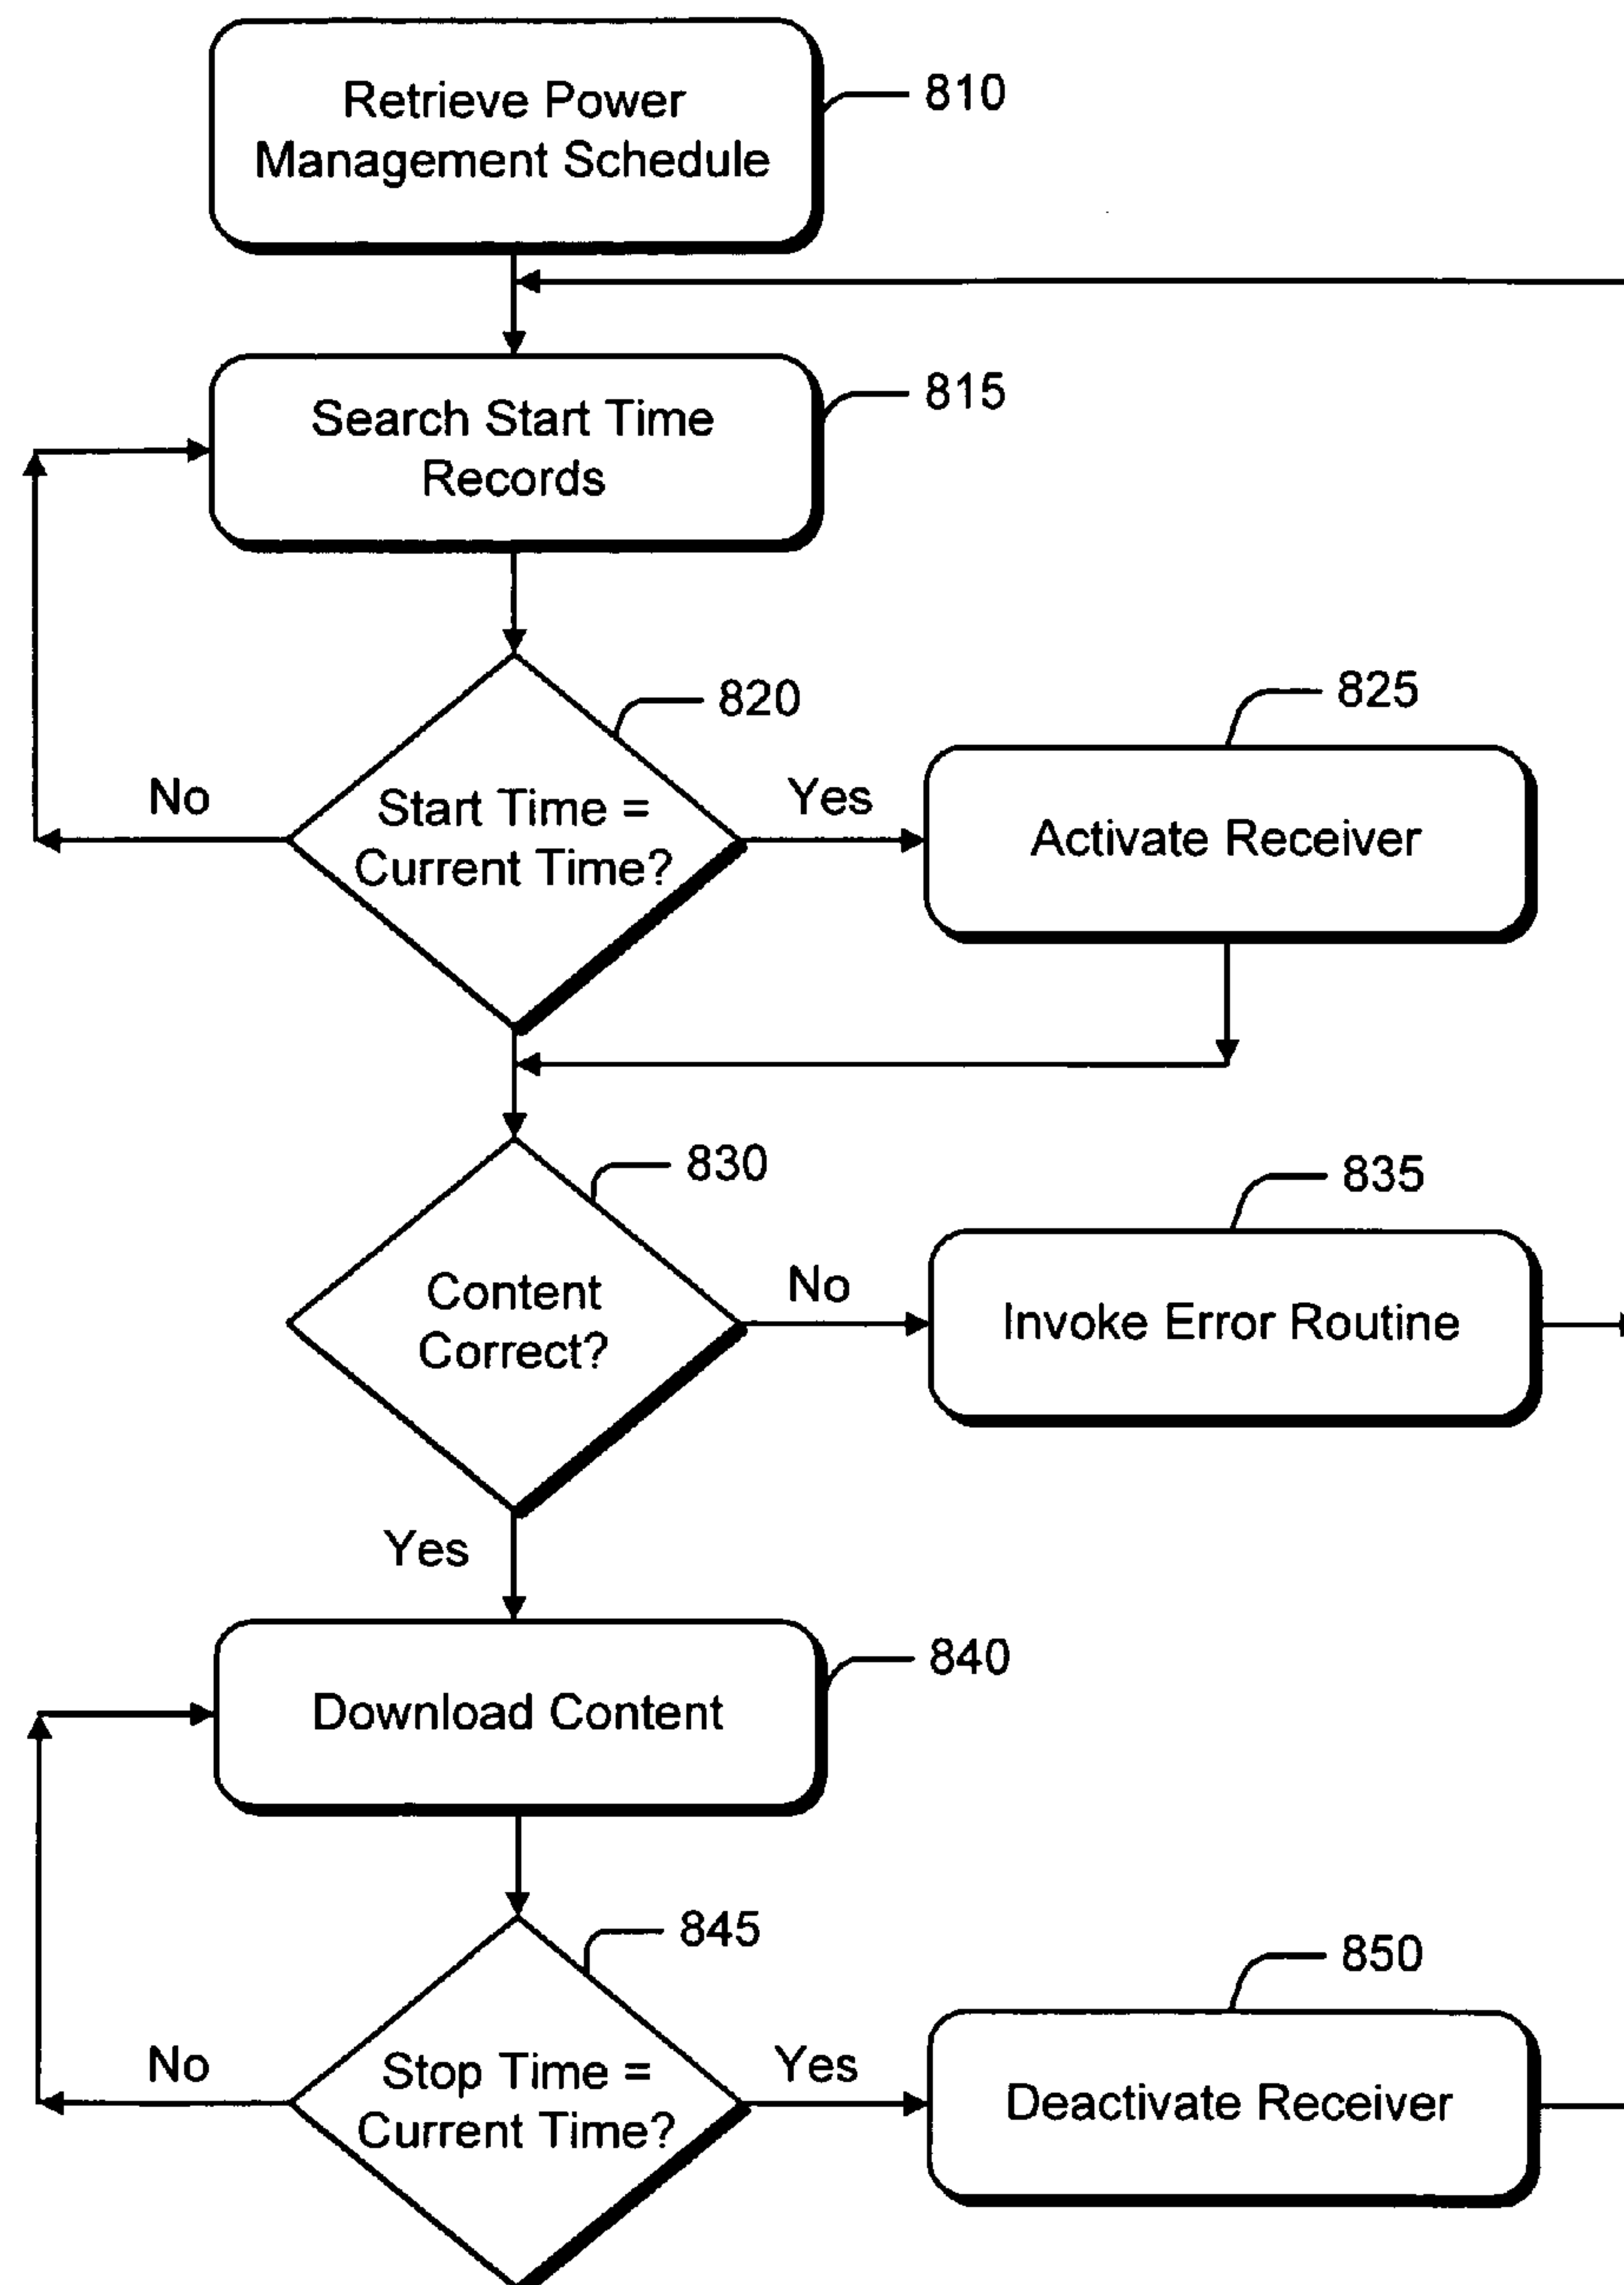 Retrieve Power
Management Schedule
810
Search Start Time
Records
815
820
Start Time =
Current Time?
No
Yes
825
Activate Receiver
830
Content
Correct?
No
835
Invoke Error Routine
Yes
840
Download Content
845
Stop Time =
Current Time?
No
Yes
850
Deactivate Receiver